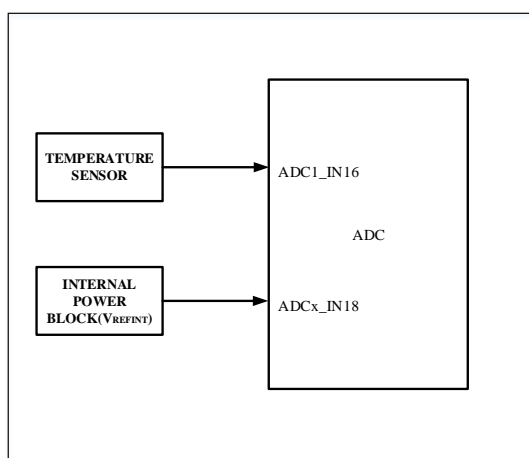 TEMPERATURE
SENSOR
ADC1_IN16
ADC
INTERNAL
POWER
BLOCK(VREFINT)
ADCx_IN18